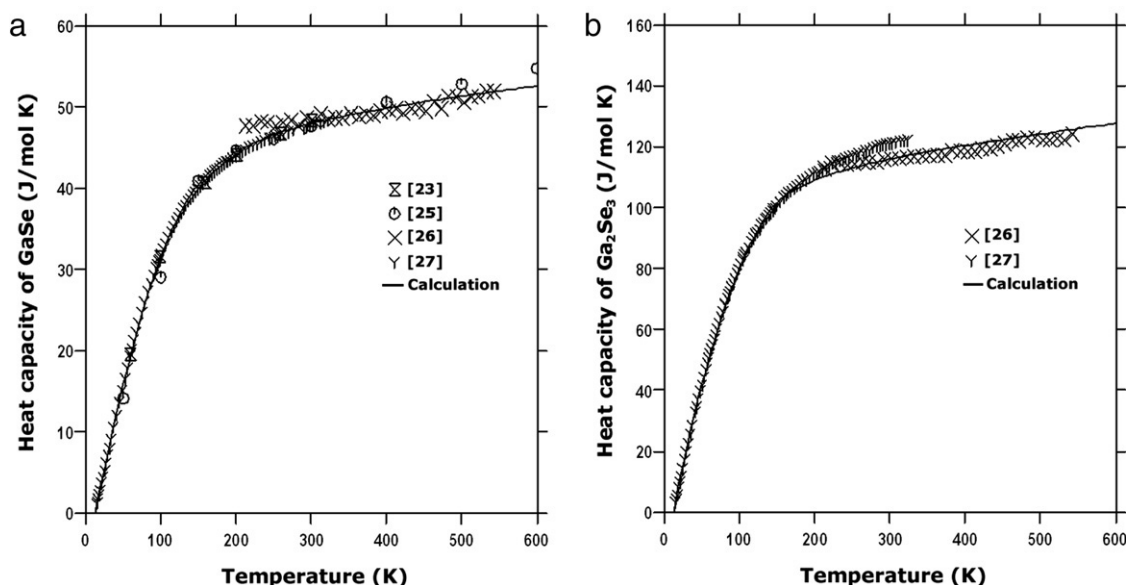 a
Heat capacity of GaSe (J/mol K)
60
50
40
30
20
10
0
[23]
[25]
[26]
[27]
Calculation
0 100 200 300 400 500 600
Temperature (K)
b
Heat capacity of Ga₂Se₃ (J/mol K)
160
140
120
100
80
60
40
20
0
[26]
[27]
Calculation
0 100 200 300 400 500 600
Temperature (K)